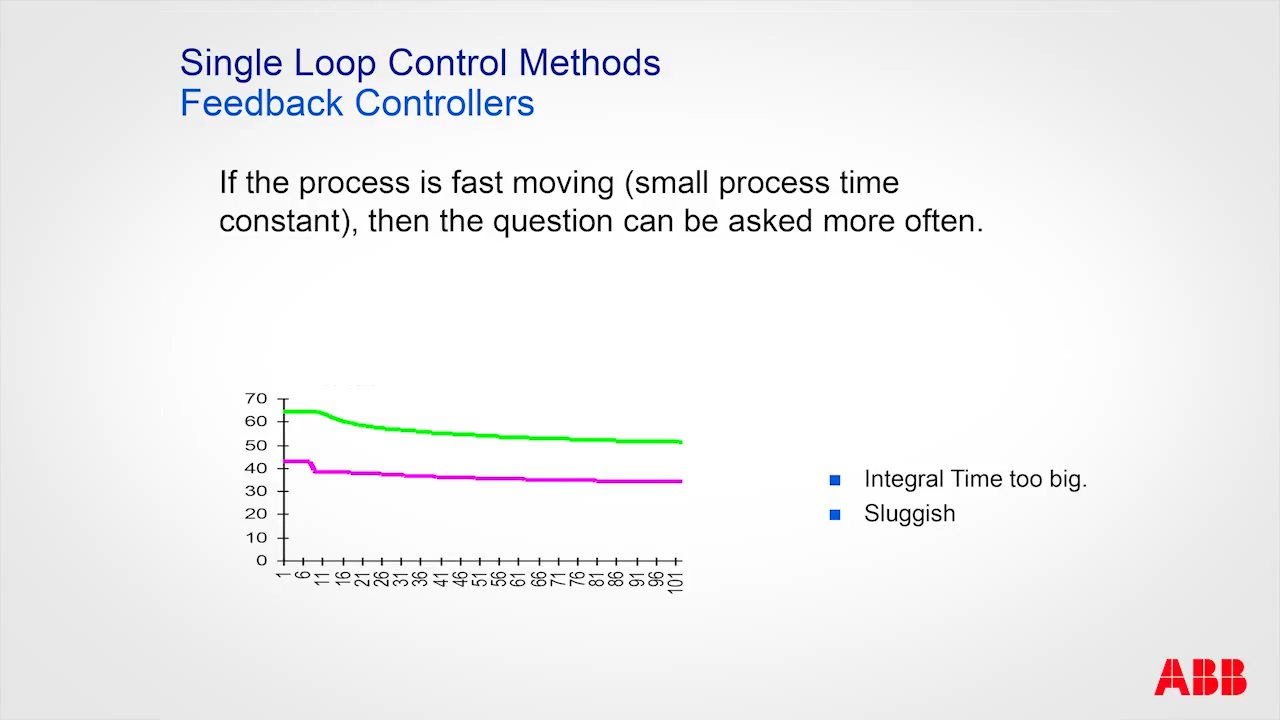 Single Loop Control Methods
Feedback Controllers
If the process is fast moving (small process time
constant), then the question can be asked more often.
70
60
50
40
30
20
10
0
1 6 11 16 21 26 31 36 41 46 51 56 61 66 71 76 81 86 91 96 101
Integral Time too big.
Sluggish
ABB